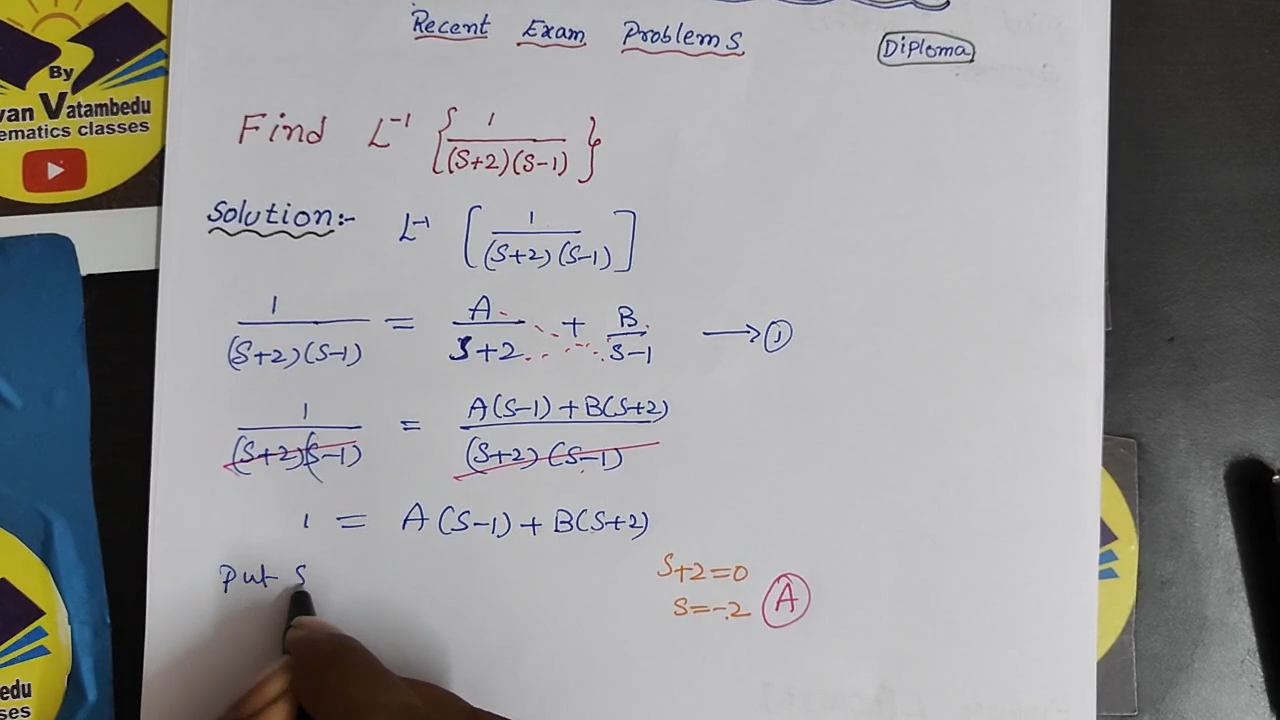 Recent Exam Problems
Diploma
By
van Vatambedu
ematics classes
Find L⁻¹ {1/((S+2)(S-1))}
Solution:- L⁻¹ [1/((S+2)(S-1))]
1/((S+2)(S-1)) = A/(S+2) + B/(S-1) → ①
1/((S+2)(S-1)) = (A(S-1)+B(S+2))/((S+2)(S-1))
1 = A(S-1)+B(S+2)
S+2=0
Put S
S=-2 Ⓐ
edu
ses